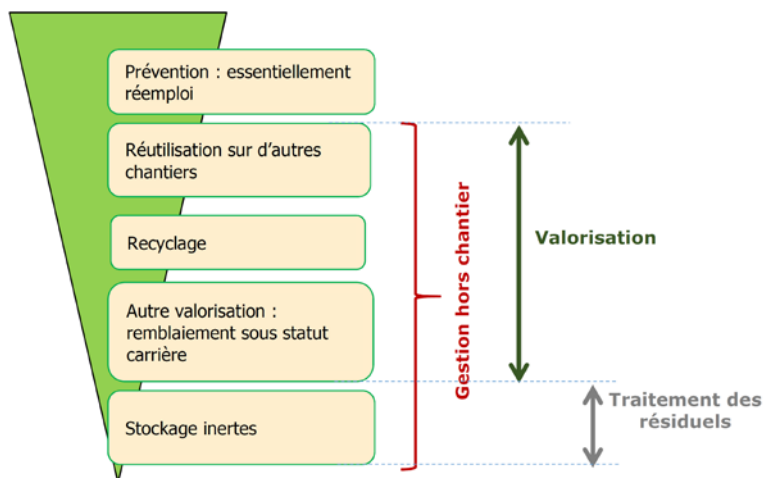 Prévention : essentiellement
réemploi
Réutilisation sur d'autres
chantiers
Recyclage
Autre valorisation :
remblaiement sous statut
carrière
Stockage inertes
Gestion hors chantier
Valorisation
Traitement des
résiduels